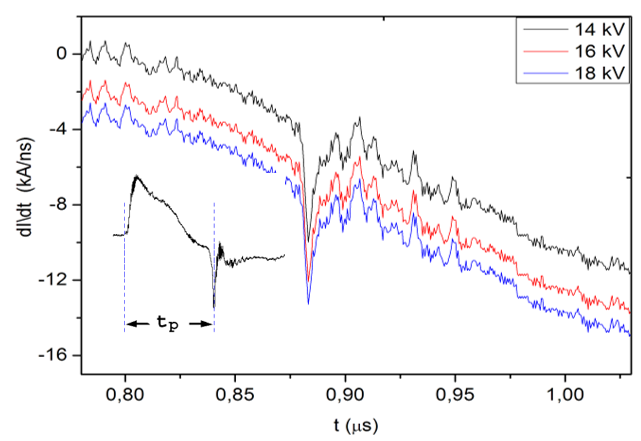 14 kV
16 kV
18 kV
0
-4
-8
-12
-16
dI\dt (kA/ns)
tp
0,80
0,85
0,90
0,95
1,00
t (μs)